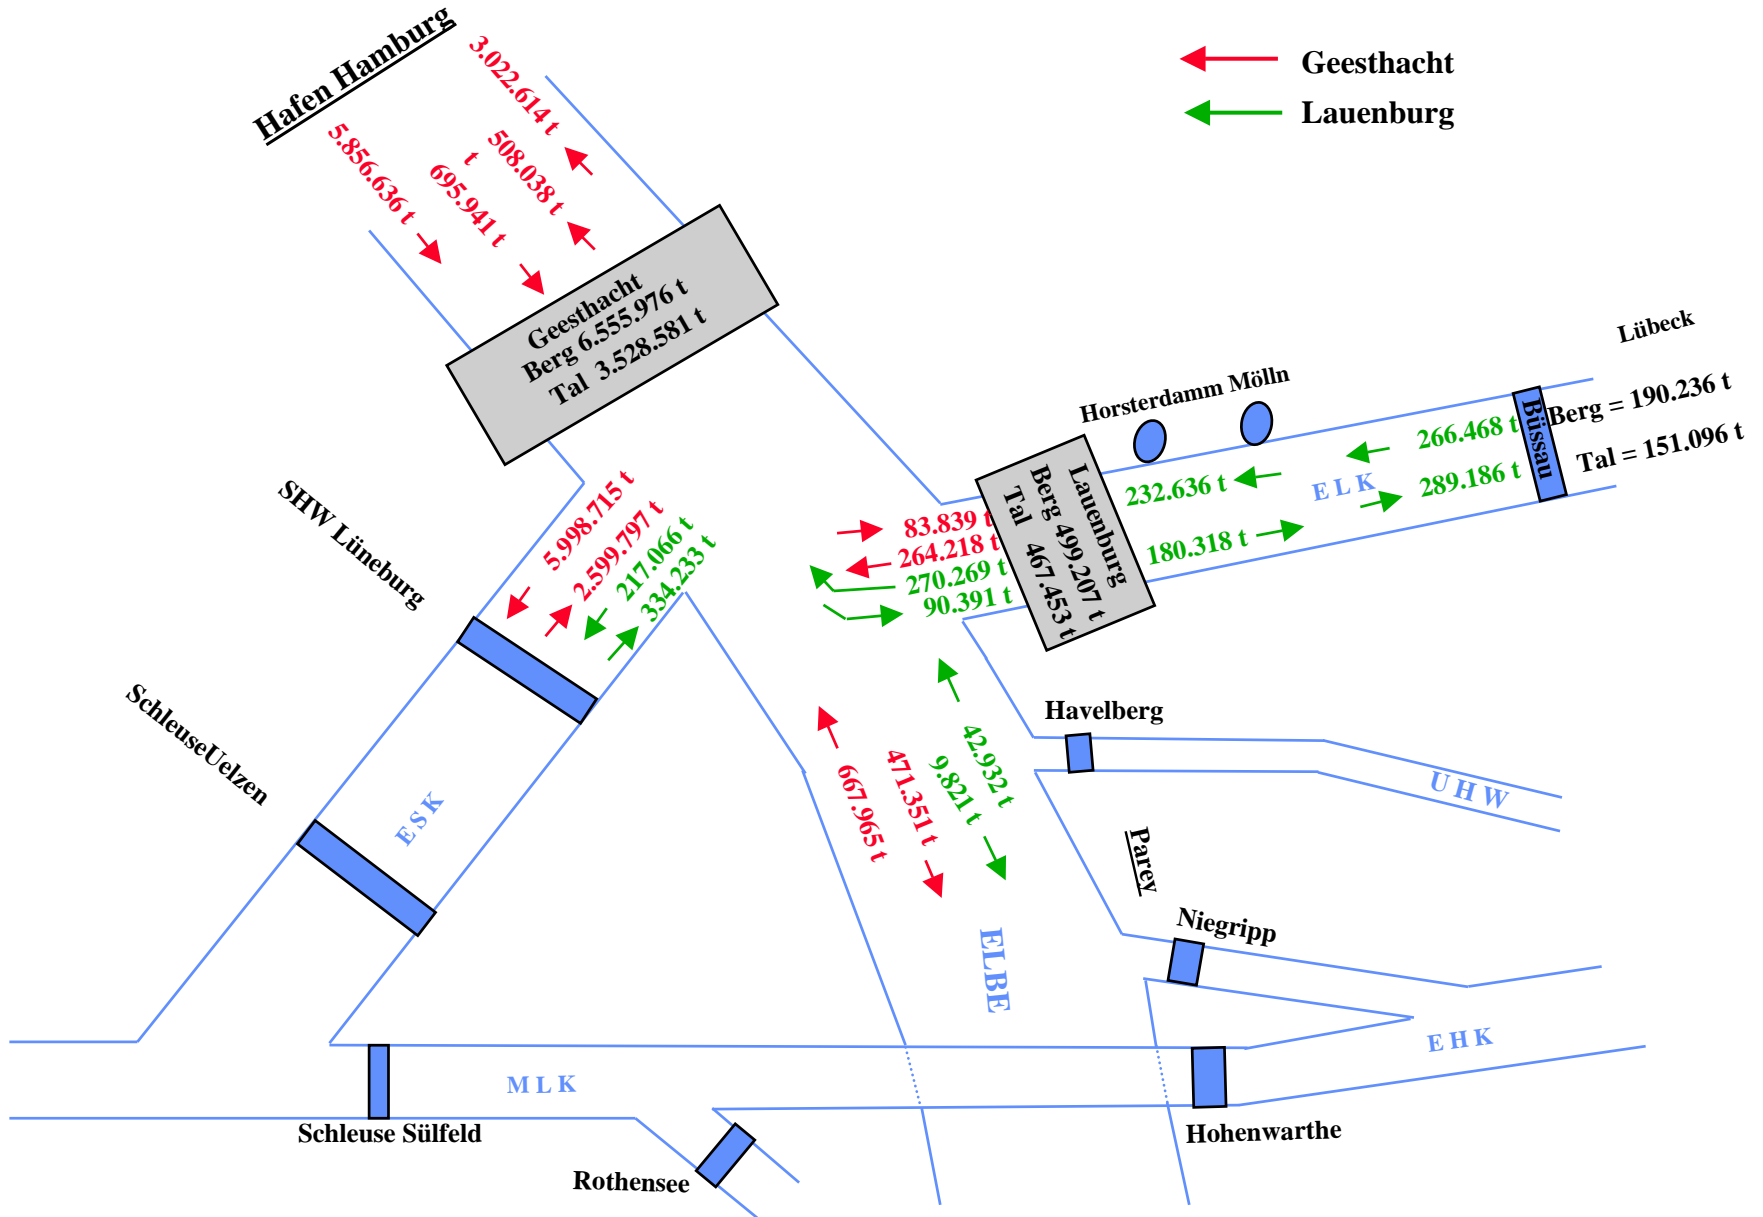 Hafen Hamburg
3.022.614 t
508.038 t
t
695.941 t
5.856.636 t
Geesthacht
Lauenburg
Geesthacht
Berg 6.555.976 t
Tal 3.528.581 t
Lübeck
Berg = 190.236 t
Tal = 151.096 t
Büssau
Horsterdamm Mölln
266.468 t
289.186 t
E L K
232.636 t
180.318 t
Lauenburg
Berg 499.207 t
Tal 467.453 t
83.839 t
264.218 t
270.269 t
90.391 t
SHW Lüneburg
5.998.715 t
2.599.797 t
217.066 t
334.233 t
SchleuseUelzen
E S K
667.965 t
471.351 t
9.821 t
42.932 t
Havelberg
U H W
Parey
Niegripp
ELBE
E H K
M L K
Schleuse Sülfeld
Rothensee
Hohenwarthe